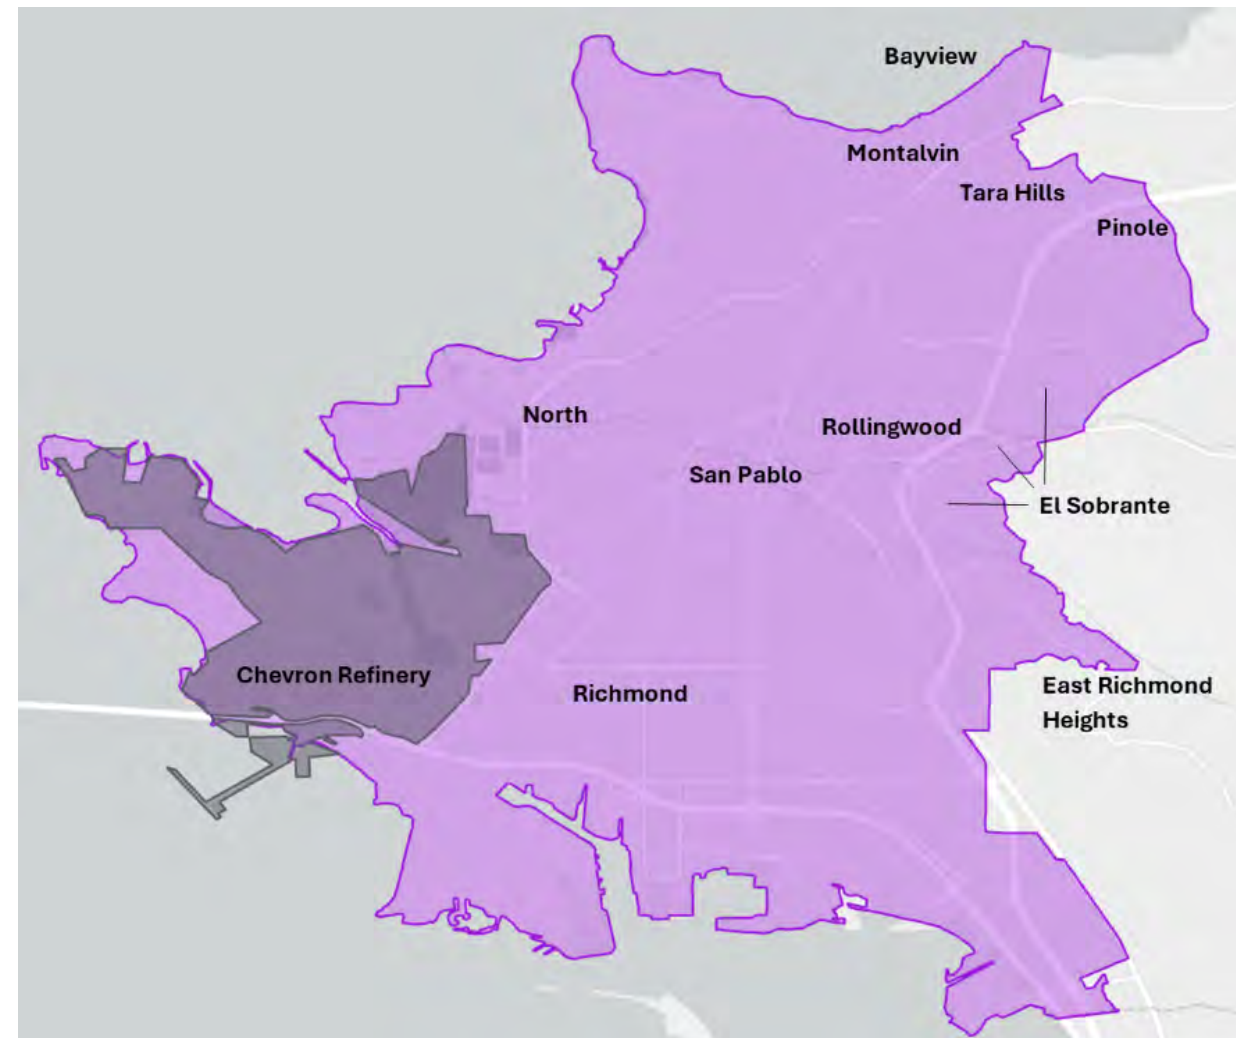 Bayview
Montalvin
Tara Hills
Pinole
North
Rollingwood
San Pablo
El Sobrante
Chevron Refinery
Richmond
East Richmond
Heights